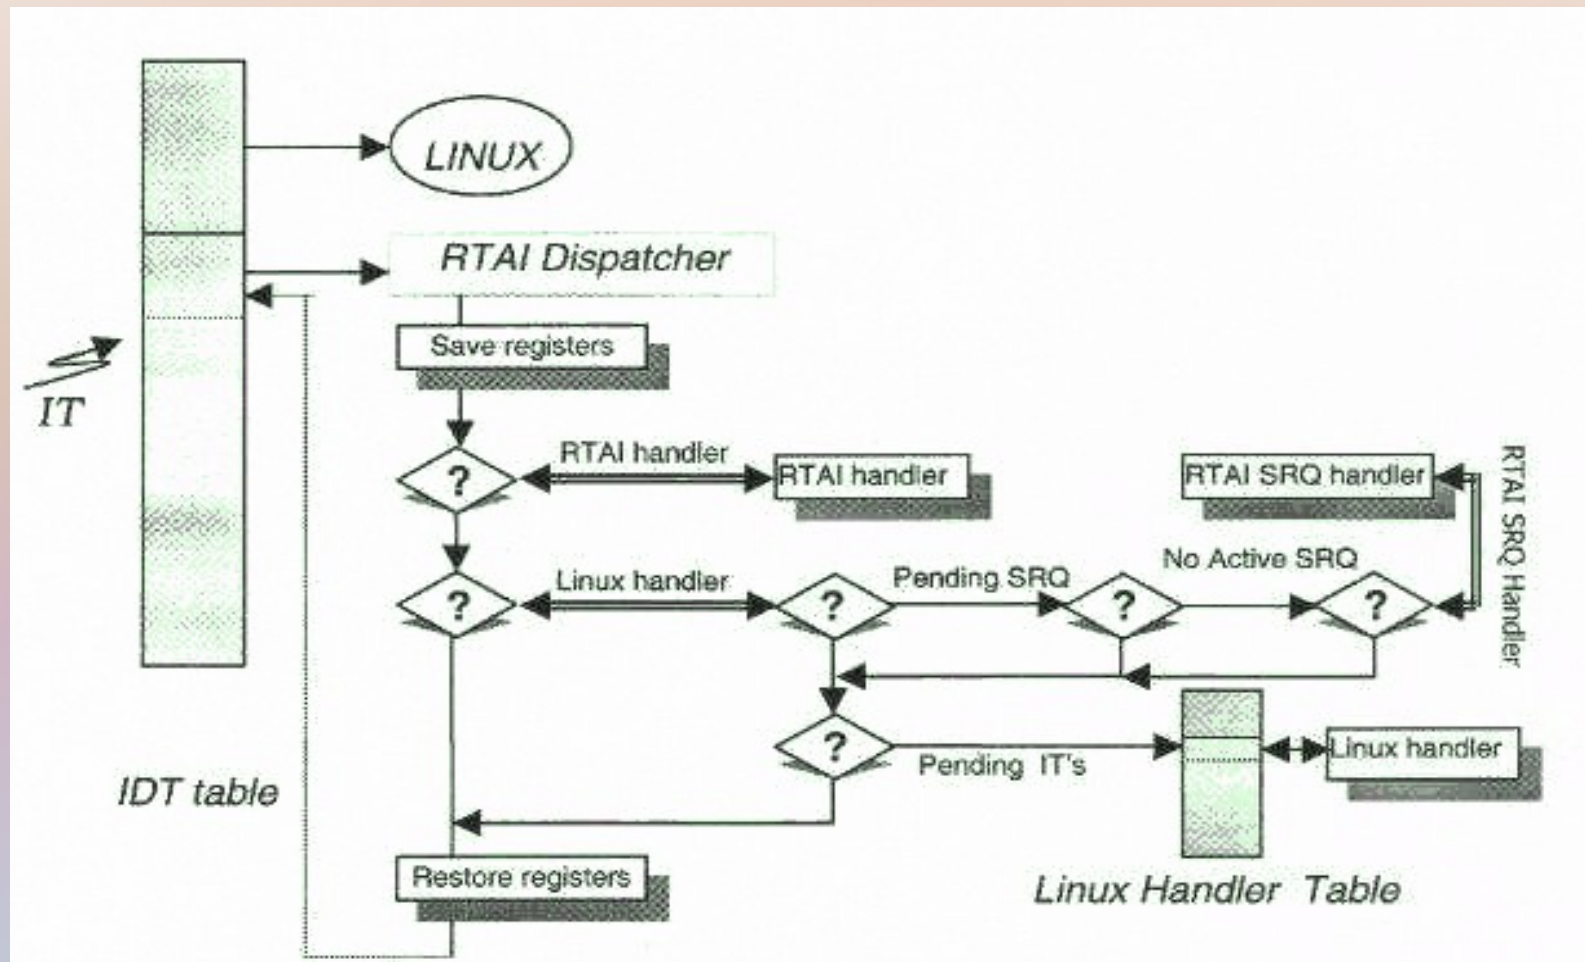 LINUX
RTAI Dispatcher
Save registers
IT
?
RTAI handler
RTAI handler
RTAI SRQ handler
RTAI SRQ Handler
?
Linux handler
?
Pending SRQ
?
No Active SRQ
?
?
Pending IT's
Linux handler
IDT table
Restore registers
Linux Handler Table